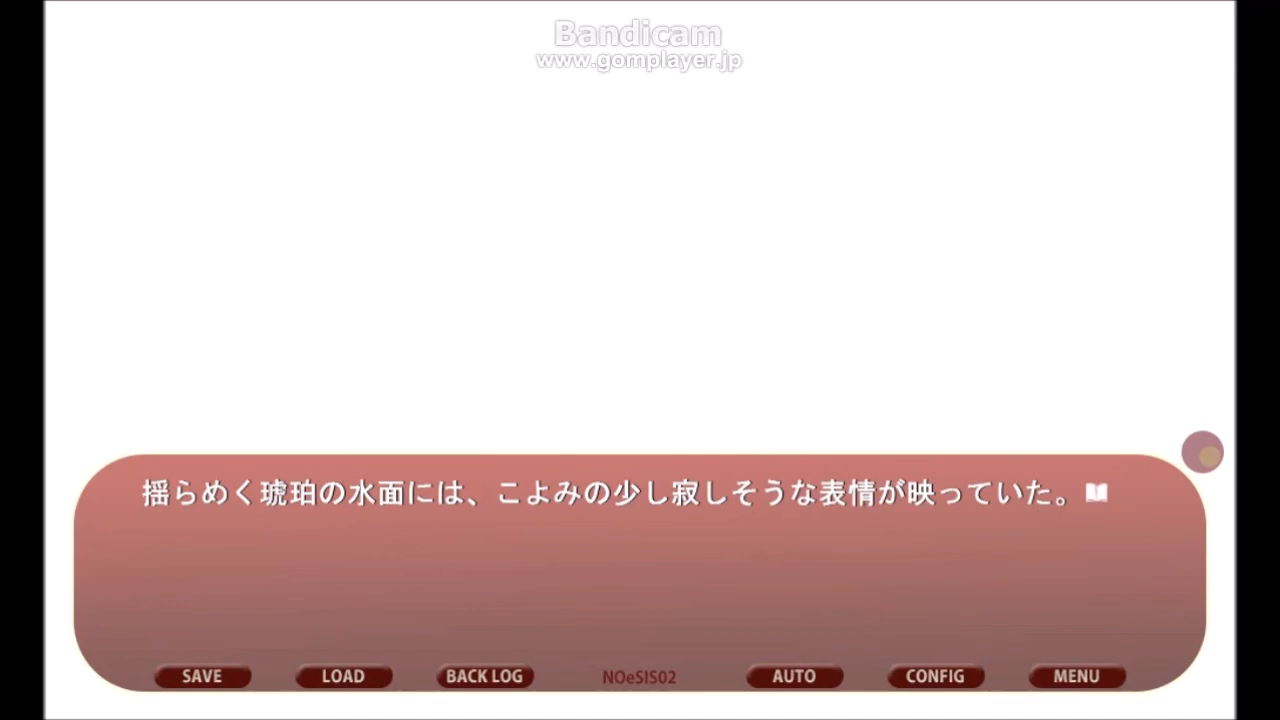 Bandicam
www.gomplayer.jp
揺らめく琥珀の水面には、こよみの少し寂しそうな表情が映っていた。
SAVE LOAD BACK LOG NOeSIS02 AUTO CONFIG MENU